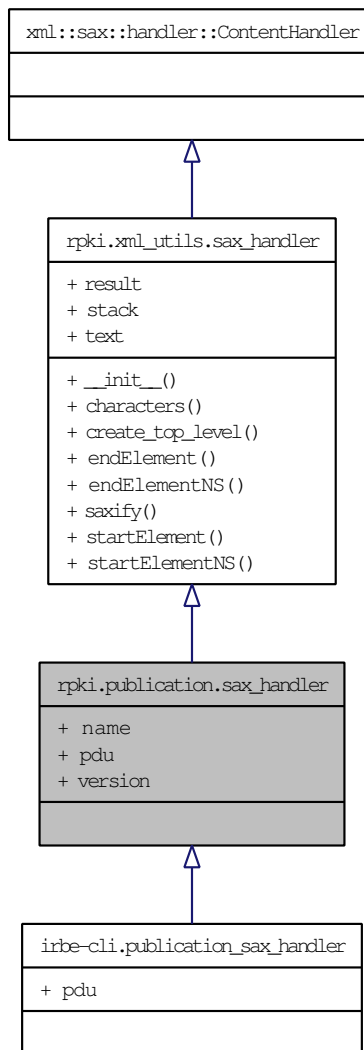 xml::sax::handler::ContentHandler
rpki.xml_utils.sax_handler
+ result
+ stack
+ text
+ __init__()
+ characters()
+ create_top_level()
+ endElement()
+ endElementNS()
+ saxify()
+ startElement()
+ startElementNS()
rpki.publication.sax_handler
+ name
+ pdu
+ version
irbe-cli.publication_sax_handler
+ pdu